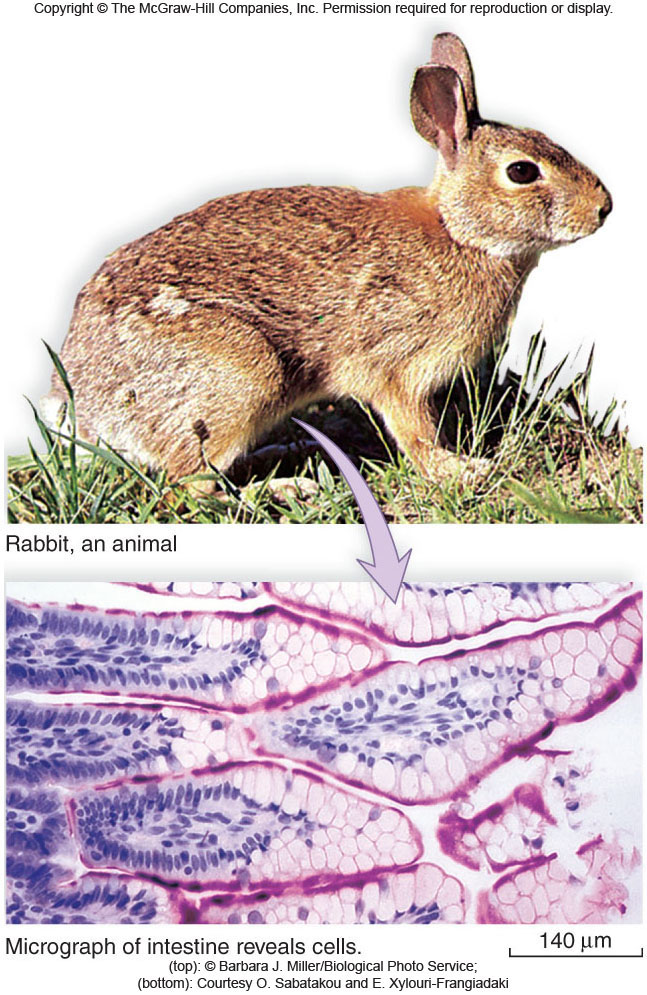 Copyright © The McGraw-Hill Companies, Inc. Permission required for reproduction or display.
Rabbit, an animal
Micrograph of intestine reveals cells.
140 μm
(top): © Barbara J. Miller/Biological Photo Service;
(bottom): Courtesy O. Sabatakou and E. Xylouri-Frangiadaki